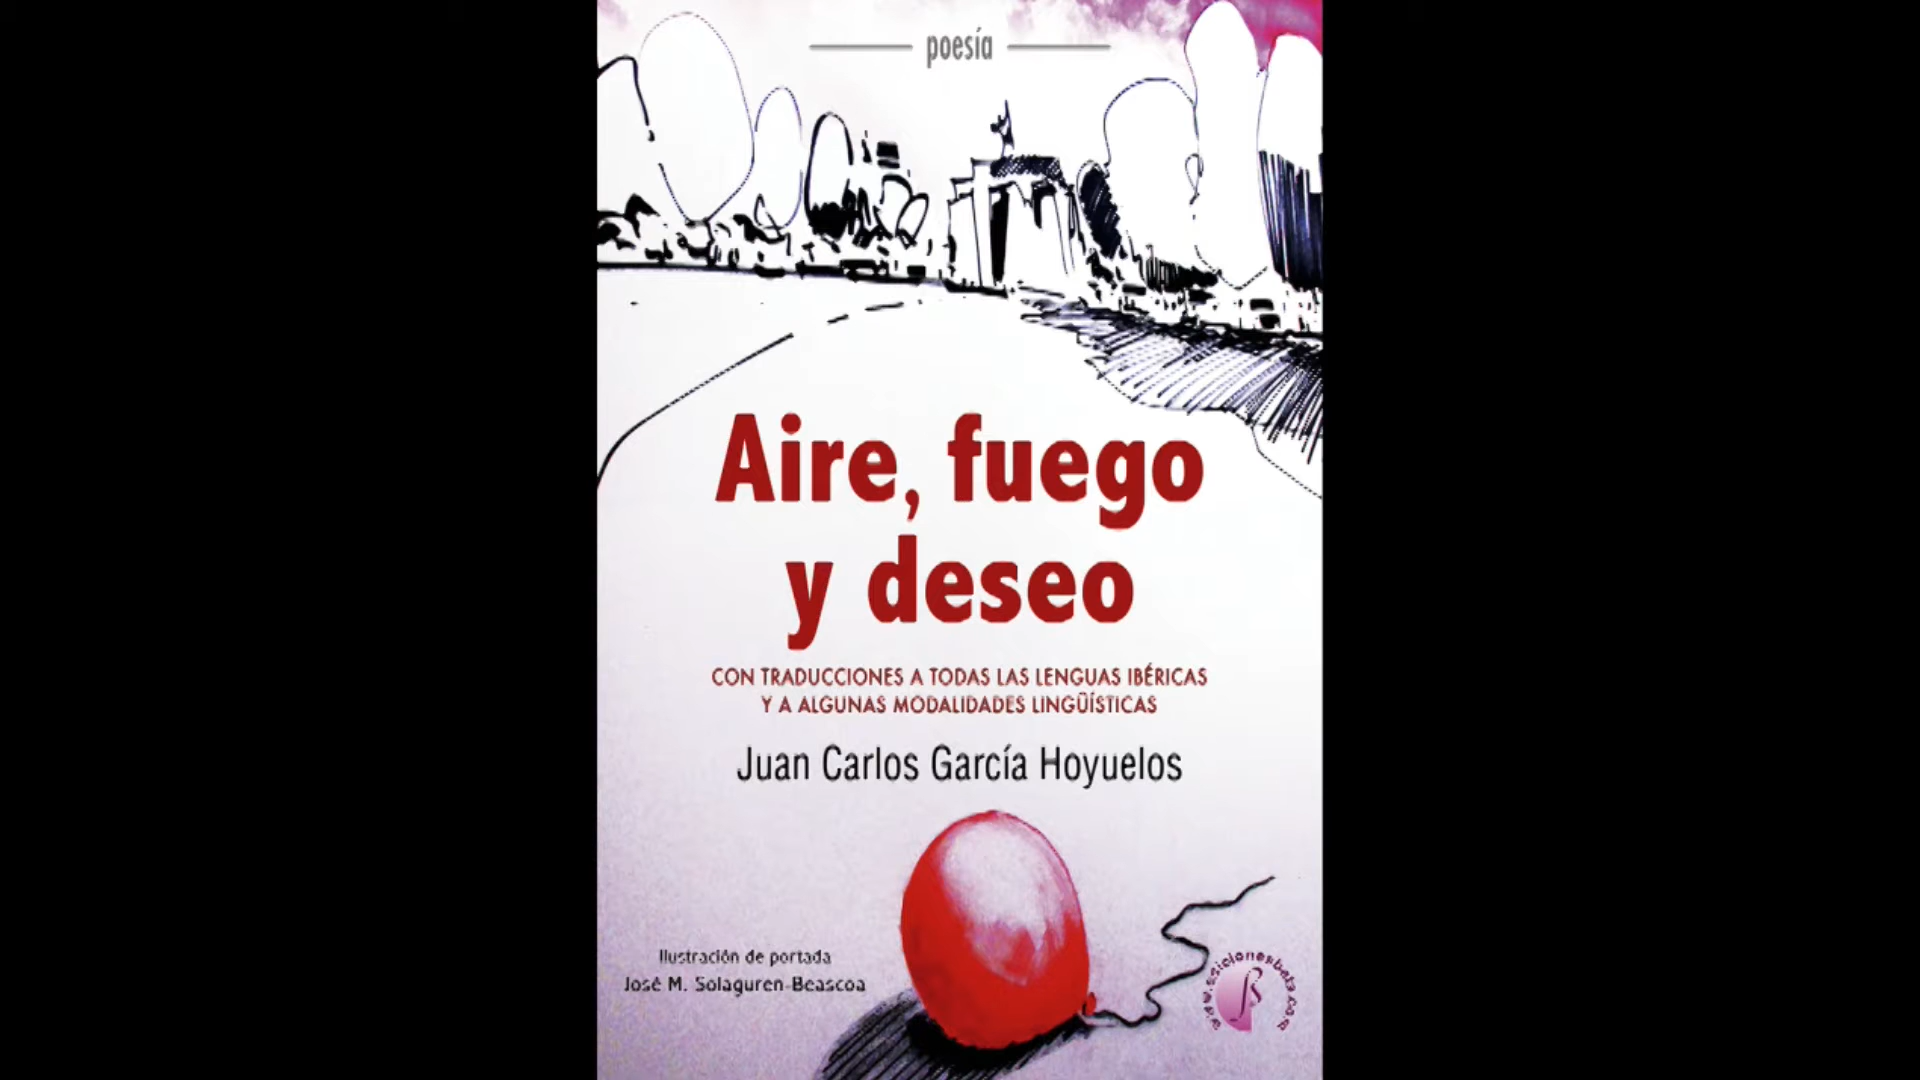 poesía
Aire, fuego
y deseo
CON TRADUCCIONES A TODAS LAS LENGUAS IBÉRICAS
Y A ALGUNAS MODALIDADES LINGÜÍSTICAS
Juan Carlos García Hoyuelos
Ilustración de portada
José M. Solaguren-Beascoa